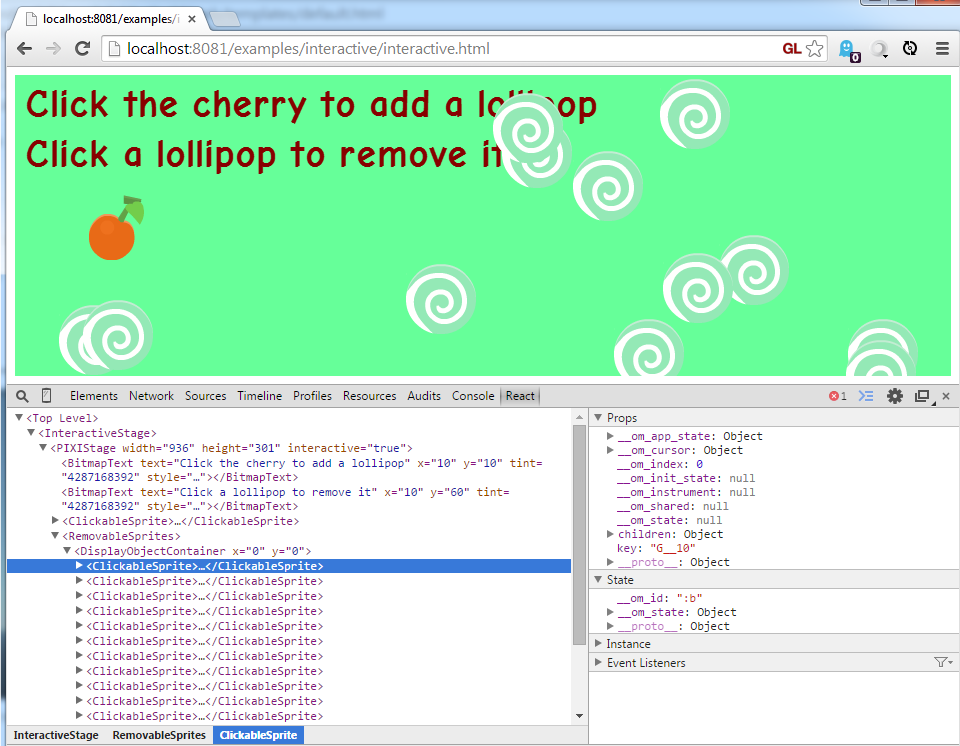 localhost:8081/examples/i
localhost:8081/examples/interactive/interactive.html
GL
0
Click the cherry to add a lollipop
Click a lollipop to remove it
Elements Network Sources Timeline Profiles Resources Audits Console React
1
<Top Level>
<InteractiveStage>
<PIXIStage width="936" height="301" interactive="true">
<BitmapText text="Click the cherry to add a lollipop" x="10" y="10" tint=
"4287168392" style="…"></BitmapText>
<BitmapText text="Click a lollipop to remove it" x="10" y="60" tint=
"4287168392" style="…"></BitmapText>
<ClickableSprite>…</ClickableSprite>
<RemovableSprites>
<DisplayObjectContainer x="0" y="0">
<ClickableSprite>…</ClickableSprite>
<ClickableSprite>…</ClickableSprite>
<ClickableSprite>…</ClickableSprite>
<ClickableSprite>…</ClickableSprite>
<ClickableSprite>…</ClickableSprite>
<ClickableSprite>…</ClickableSprite>
<ClickableSprite>…</ClickableSprite>
<ClickableSprite>…</ClickableSprite>
<ClickableSprite>…</ClickableSprite>
<ClickableSprite>…</ClickableSprite>
<ClickableSprite>…</ClickableSprite>
InteractiveStage RemovableSprites ClickableSprite
Props
__om_app_state: Object
__om_cursor: Object
__om_index: 0
__om_init_state: null
__om_instrument: null
__om_shared: null
__om_state: null
children: Object
key: "G__10"
__proto__: Object
State
__om_id: ":b"
__om_state: Object
__proto__: Object
Instance
Event Listeners